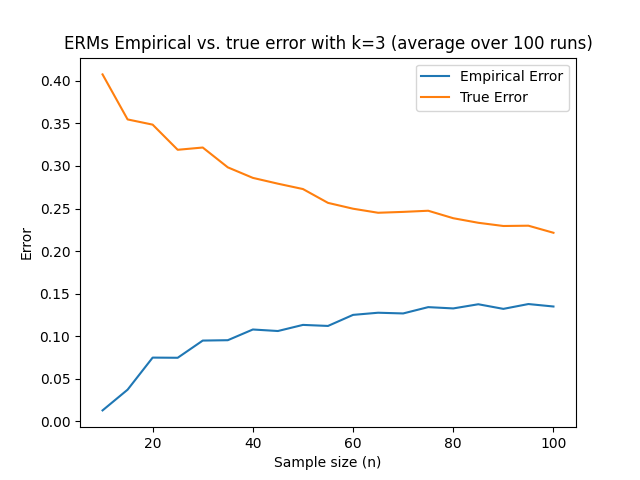 ERMs Empirical vs. true error with k=3 (average over 100 runs)
Empirical Error
True Error
Error
0.40
0.35
0.30
0.25
0.20
0.15
0.10
0.05
0.00
20
40
60
80
100
Sample size (n)